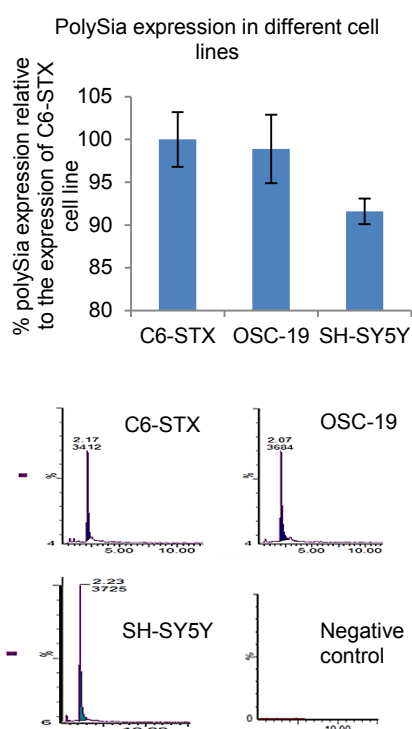 PolySia expression in different cell
lines
% polySia expression relative
to the expression of C6-STX
cell line
105
100
95
90
85
80
C6-STX OSC-19 SH-SY5Y
C6-STX
2.17
3412
%
4
5.00 10.00
OSC-19
2.07
3684
%
4
5.00 10.00
SH-SY5Y
2.23
3725
%
6
10.00
Negative
control
%
0
10.00